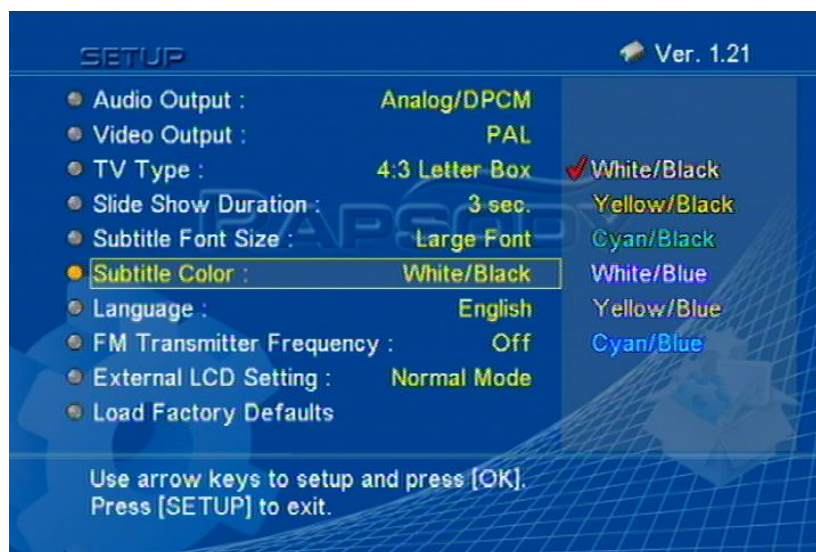 SETUP
Ver. 1.21
Audio Output : Analog/DPCM
Video Output : PAL
TV Type : 4:3 Letter Box
Slide Show Duration : 3 sec.
Subtitle Font Size : Large Font
Subtitle Color : White/Black
Language : English
FM Transmitter Frequency : Off
External LCD Setting : Normal Mode
Load Factory Defaults
White/Black
Yellow/Black
Cyan/Black
White/Blue
Yellow/Blue
Cyan/Blue
RAPSODY
Use arrow keys to setup and press [OK].
Press [SETUP] to exit.